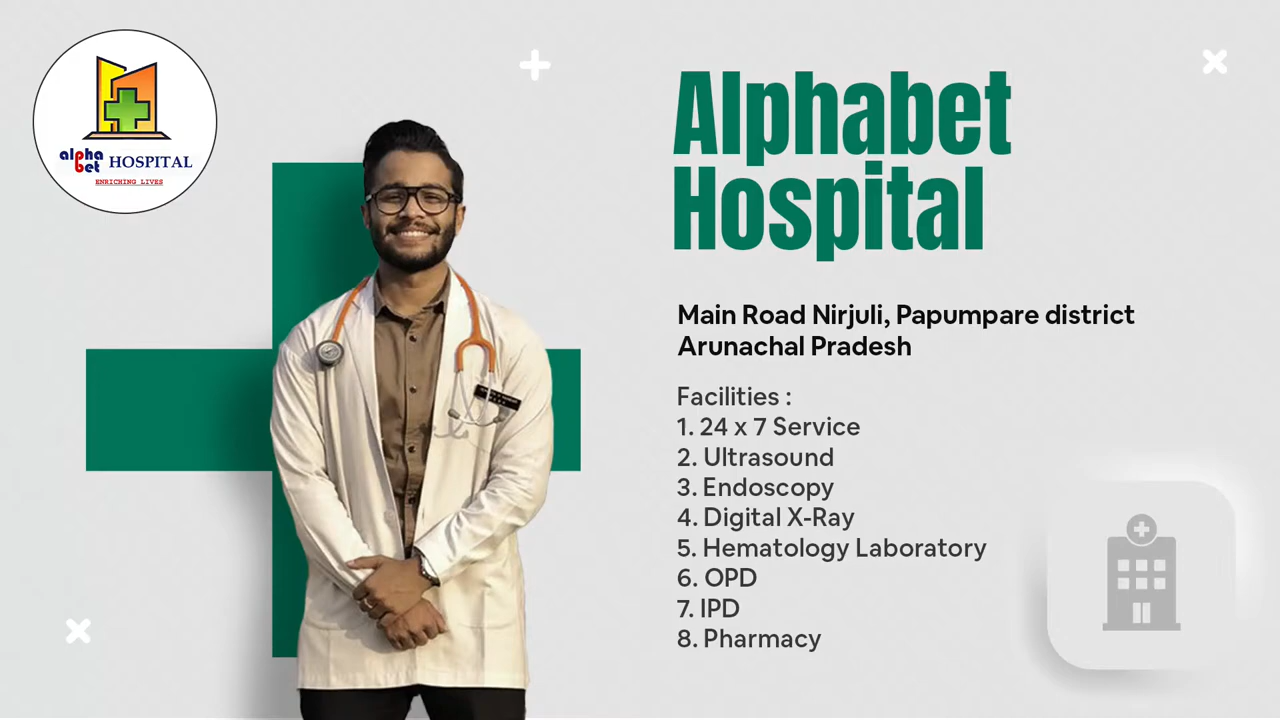 alpha
bet HOSPITAL
ENRICHING LIVES
Alphabet
Hospital
Main Road Nirjuli, Papumpare district
Arunachal Pradesh
Facilities :
1. 24 x 7 Service
2. Ultrasound
3. Endoscopy
4. Digital X-Ray
5. Hematology Laboratory
6. OPD
7. IPD
8. Pharmacy